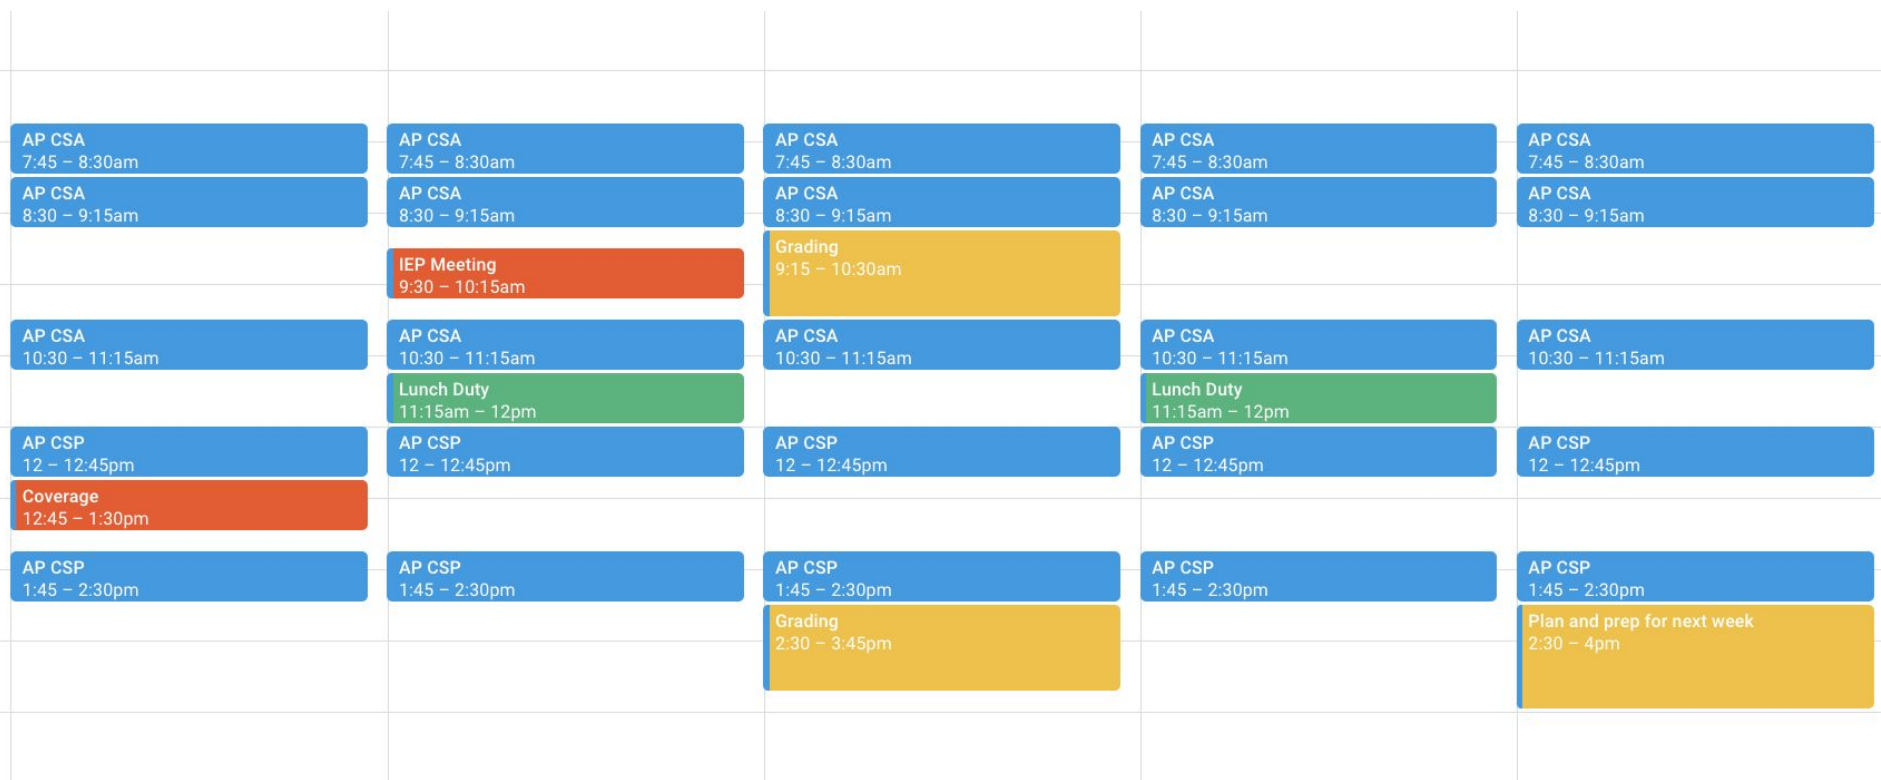 AP CSA
7:45 – 8:30am
AP CSA
8:30 – 9:15am
AP CSA
10:30 – 11:15am
AP CSP
12 – 12:45pm
Coverage
12:45 – 1:30pm
AP CSP
1:45 – 2:30pm
AP CSA
7:45 – 8:30am
AP CSA
8:30 – 9:15am
IEP Meeting
9:30 – 10:15am
AP CSA
10:30 – 11:15am
Lunch Duty
11:15am – 12pm
AP CSP
12 – 12:45pm
AP CSP
1:45 – 2:30pm
AP CSA
7:45 – 8:30am
AP CSA
8:30 – 9:15am
Grading
9:15 – 10:30am
AP CSA
10:30 – 11:15am
AP CSP
12 – 12:45pm
AP CSP
1:45 – 2:30pm
Grading
2:30 – 3:45pm
AP CSA
7:45 – 8:30am
AP CSA
8:30 – 9:15am
AP CSA
10:30 – 11:15am
Lunch Duty
11:15am – 12pm
AP CSP
12 – 12:45pm
AP CSP
1:45 – 2:30pm
AP CSA
7:45 – 8:30am
AP CSA
8:30 – 9:15am
AP CSA
10:30 – 11:15am
AP CSP
12 – 12:45pm
AP CSP
1:45 – 2:30pm
Plan and prep for next week
2:30 – 4pm